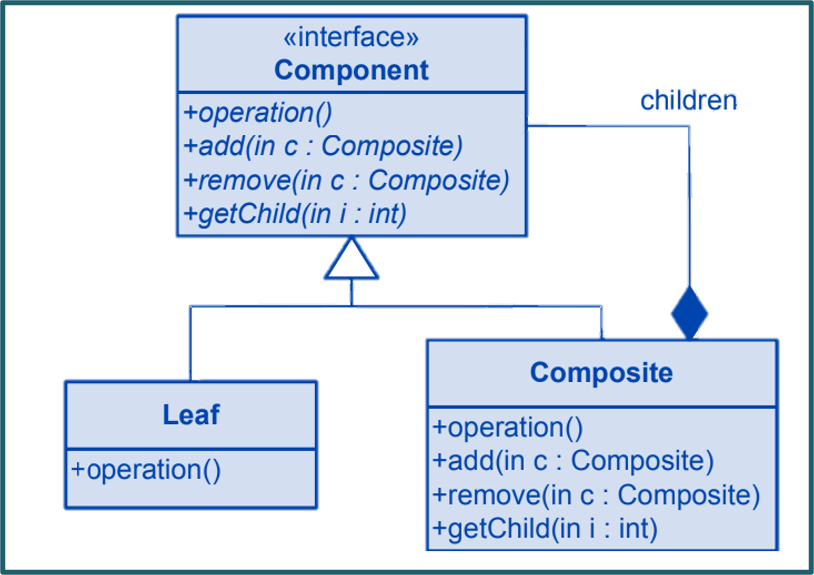 «interface»
Component
+operation()
+add(in c : Composite)
+remove(in c : Composite)
+getChild(in i : int)
children
Leaf
+operation()
Composite
+operation()
+add(in c : Composite)
+remove(in c : Composite)
+getChild(in i : int)